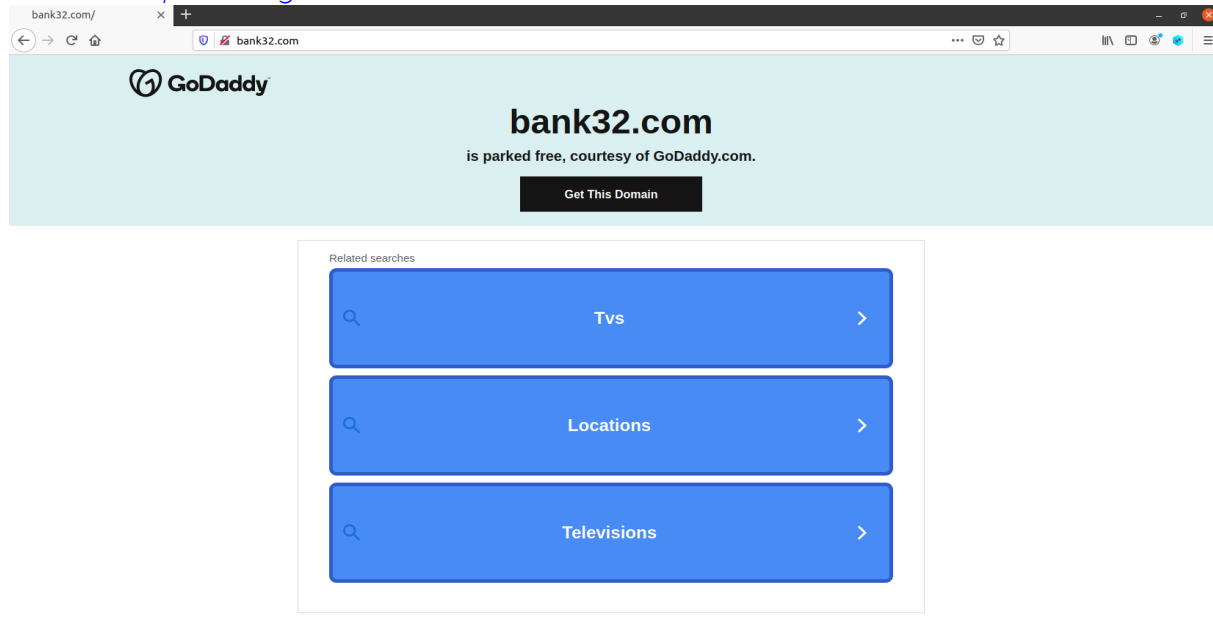 bank32.com/
bank32.com
GoDaddy
bank32.com
is parked free, courtesy of GoDaddy.com.
Get This Domain
Related searches
Tvs
Locations
Televisions